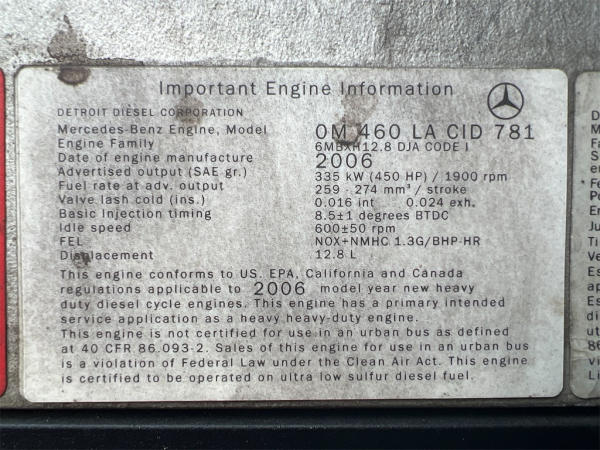 Important Engine Information
DETROIT DIESEL CORPORATION
Mercedes-Benz Engine, Model OM 460 LA CID 781
Engine Family 6MBXH12.8 DJA CODE I
Date of engine manufacture 2006
Advertised output (SAE gr.) 335 kW (450 HP) / 1900 rpm
Fuel rate at adv. output 259 - 274 mm³ / stroke
Valve lash cold (ins.) 0.016 int 0.024 exh.
Basic Injection timing 8.5±1 degrees BTDC
Idle speed 600±50 rpm
FEL NOX+NMHC 1.3G/BHP-HR
Displacement 12.8 L
This engine conforms to US. EPA, California and Canada
regulations applicable to 2006 model year new heavy
duty diesel cycle engines. This engine has a primary intended
service application as a heavy heavy-duty engine.
This engine is not certified for use in an urban bus as defined
at 40 CFR 86.093-2. Sales of this engine for use in an urban bus
is a violation of Federal Law under the Clean Air Act. This engine
is certified to be operated on ultra low sulfur diesel fuel.